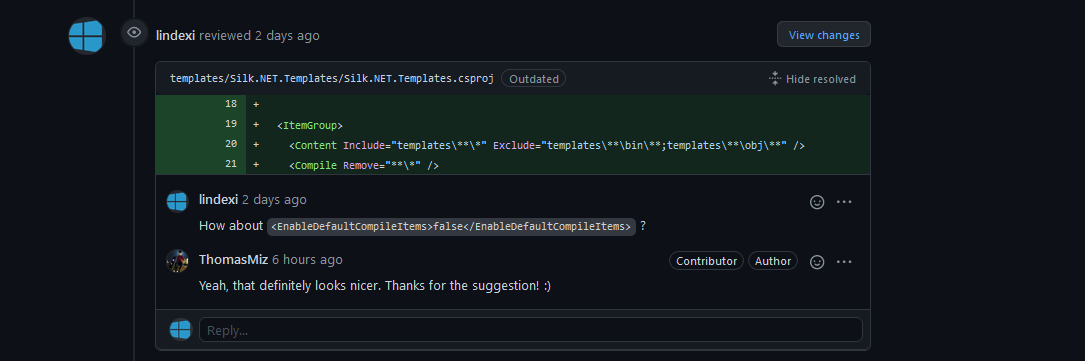 lindexi reviewed 2 days ago
View changes
templates/Silk.NET.Templates/Silk.NET.Templates.csproj Outdated
Hide resolved
18 +
19 + <ItemGroup>
20 + <Content Include="templates\**\*" Exclude="templates\**\bin\**;templates\**\obj\**" />
21 + <Compile Remove="**\*" />
lindexi 2 days ago
How about <EnableDefaultCompileItems>false</EnableDefaultCompileItems> ?
ThomasMiz 6 hours ago
Contributor Author
Yeah, that definitely looks nicer. Thanks for the suggestion! :)
Reply...